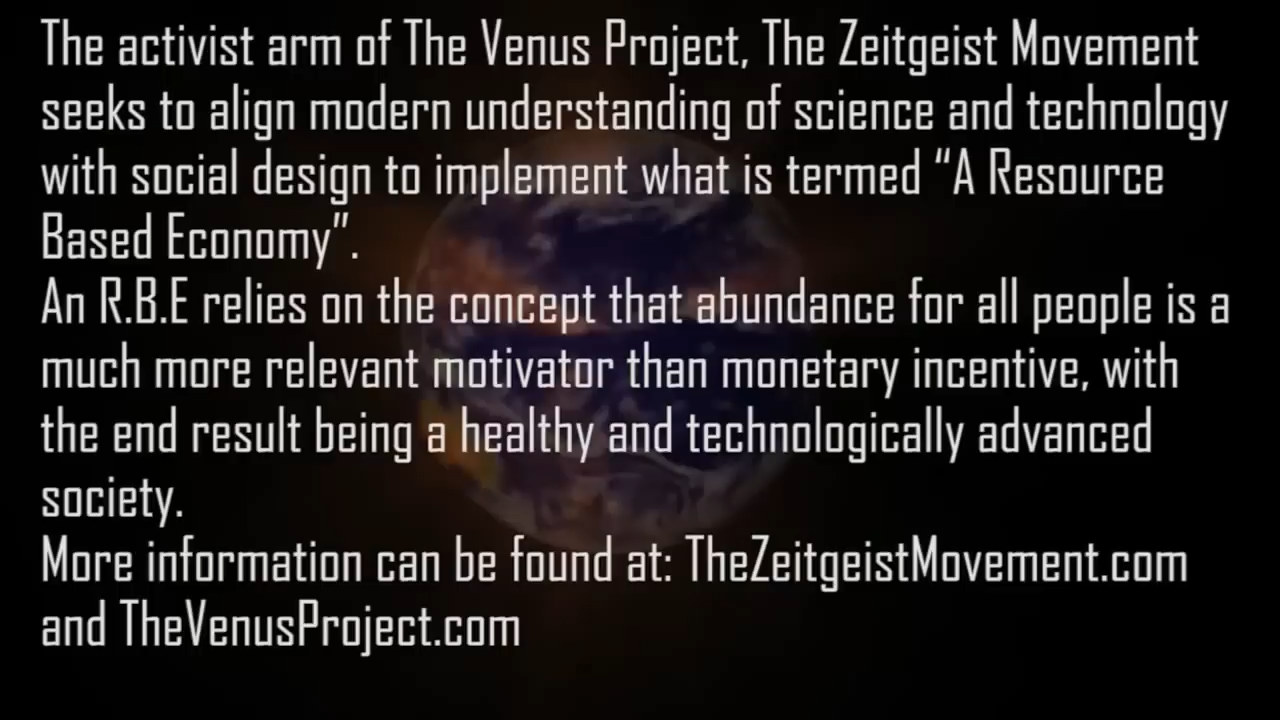 The activist arm of The Venus Project, The Zeitgeist Movement
seeks to align modern understanding of science and technology
with social design to implement what is termed “A Resource
Based Economy”.
An R.B.E relies on the concept that abundance for all people is a
much more relevant motivator than monetary incentive, with
the end result being a healthy and technologically advanced
society.
More information can be found at: TheZeitgeistMovement.com
and TheVenusProject.com